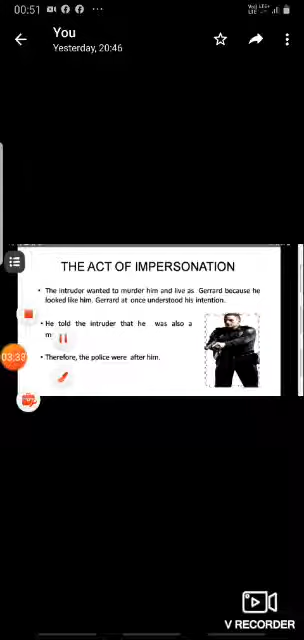 00:51
You
Yesterday, 20:46
THE ACT OF IMPERSONATION
• The intruder wanted to murder him and live as Gerrard because he
looked like him. Gerrard at once understood his intention.
• He told the intruder that he was also a
• Therefore, the police were after him.
03:38
V RECORDER